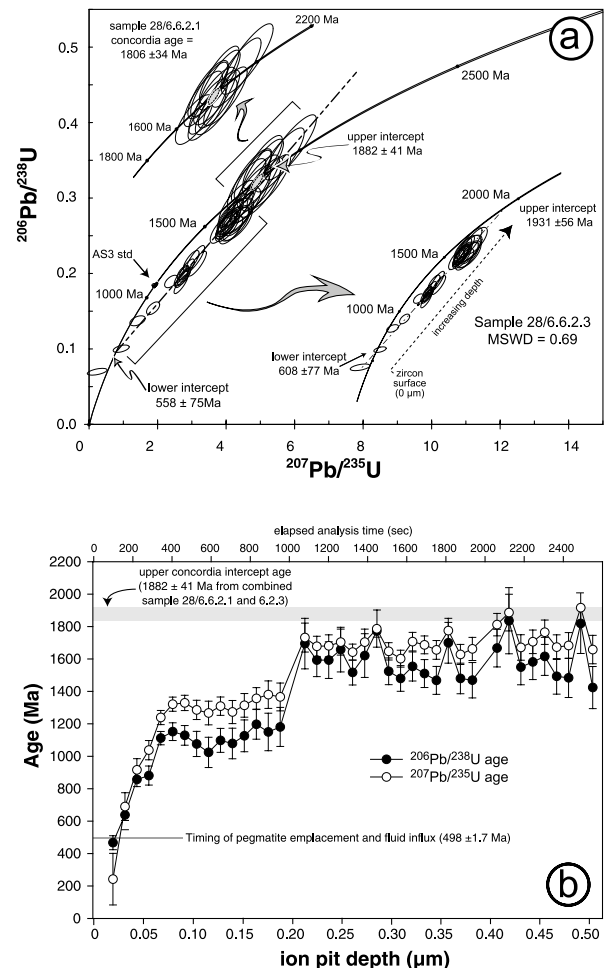 sample 28/6.6.2.1
concordia age =
1806 ±34 Ma
2200 Ma
a
0.5
2500 Ma
1600 Ma
0.4
1800 Ma
upper intercept
1882 ± 41 Ma
2000 Ma
206Pb/238U
0.3
1500 Ma
upper intercept
1931 ±56 Ma
1500 Ma
AS3 std
0.2
1000 Ma
1000 Ma
increasing depth
Sample 28/6.6.2.3
MSWD = 0.69
0.1
lower intercept
608 ±77 Ma
lower intercept
558 ± 75Ma
zircon
surface
(0 µm)
0.0
0 2 4 6 8 10 12 14
207Pb/235U
elapsed analysis time (sec)
0 200 400 600 800 1000 1200 1400 1600 1800 2000 2200 2400
2200
upper concordia intercept age
(1882 ± 41 Ma from combined
sample 28/6.6.2.1 and 6.2.3)
2000
1800
1600
1400
1200
Age (Ma)
1000
206Pb/238U age
207Pb/235U age
800
600
Timing of pegmatite emplacement and fluid influx (498 ±1.7 Ma)
400
200
b
0
0 0.05 0.10 0.15 0.20 0.25 0.30 0.35 0.40 0.45 0.50
ion pit depth (µm)